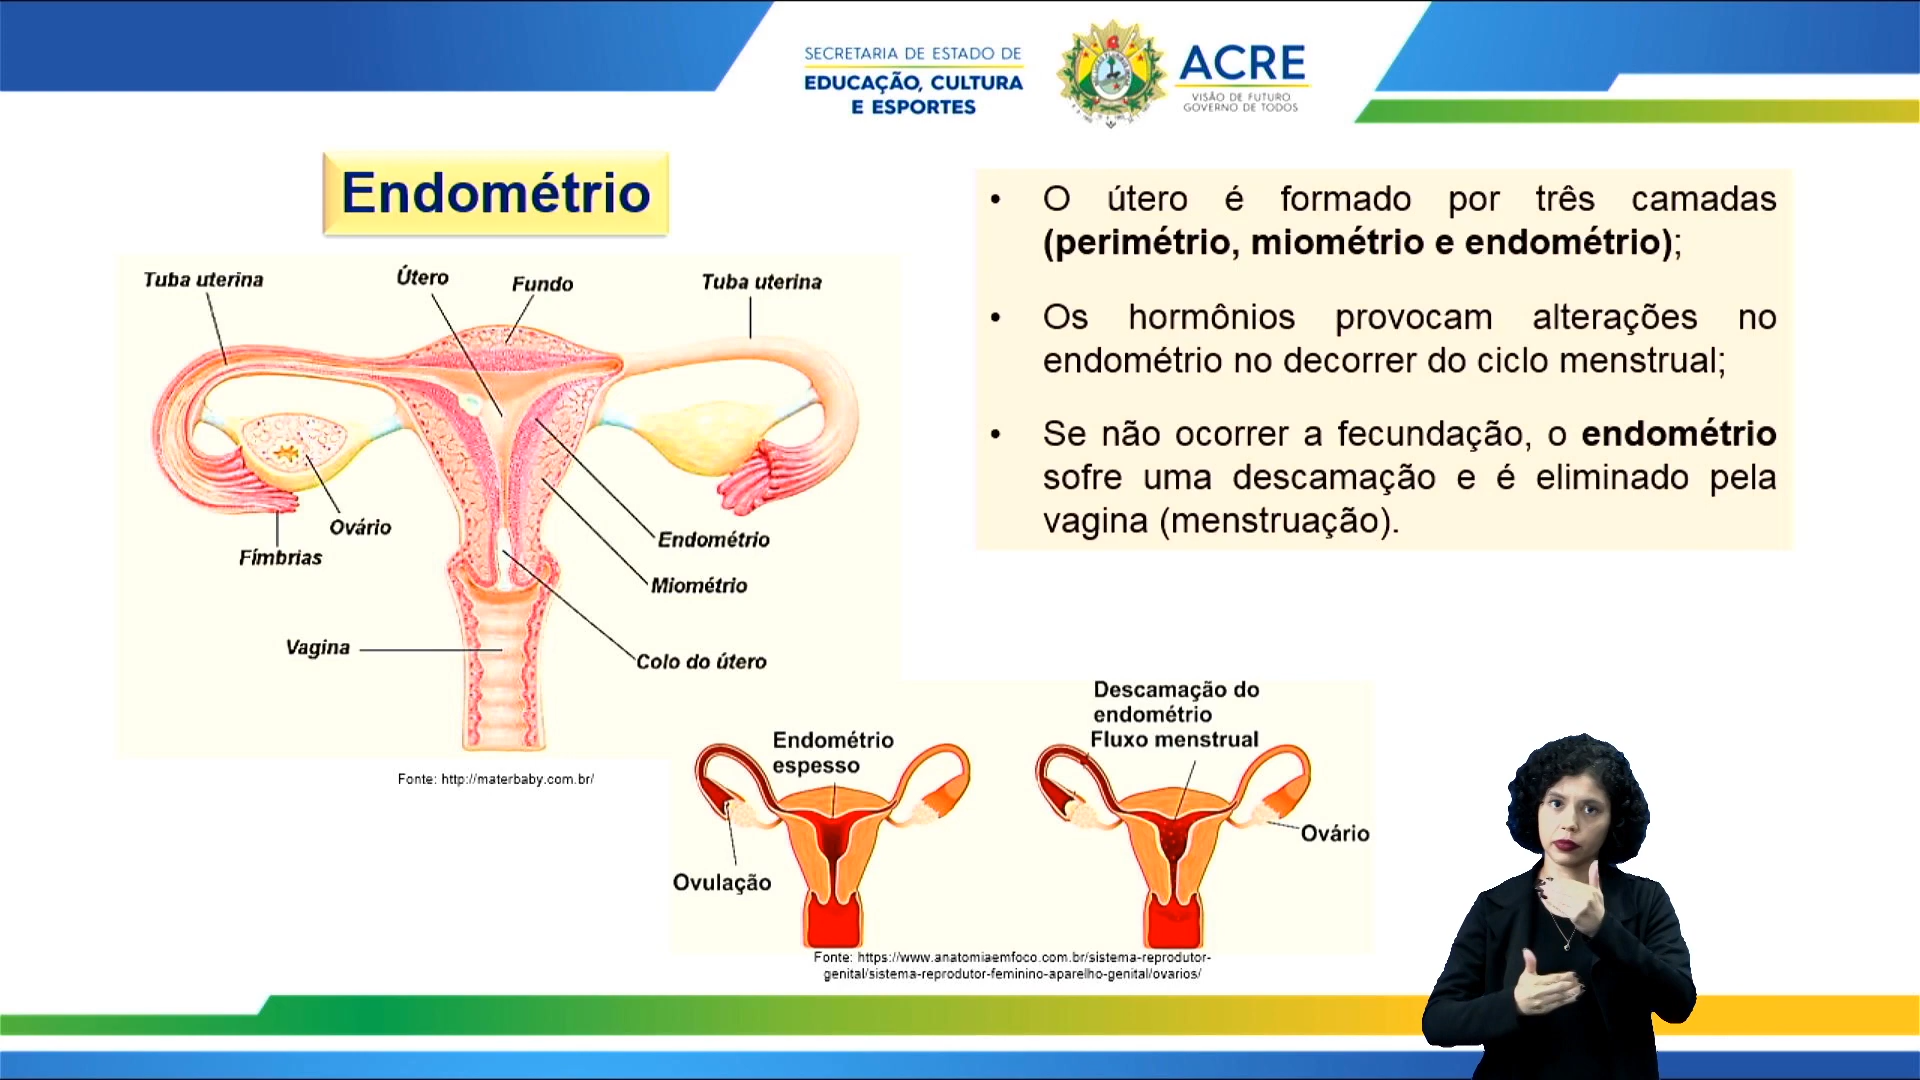 SECRETARIA DE ESTADO DE
EDUCAÇÃO, CULTURA
E ESPORTES
ACRE
VISÃO DE FUTURO
GOVERNO DE TODOS
Endométrio
Tuba uterina
Útero
Fundo
Tuba uterina
Ovário
Fímbrias
Endométrio
Miométrio
Vagina
Colo do útero
Fonte: http://materbaby.com.br/
• O útero é formado por três camadas
(perimétrio, miométrio e endométrio);
• Os hormônios provocam alterações no
endométrio no decorrer do ciclo menstrual;
• Se não ocorrer a fecundação, o endométrio
sofre uma descamação e é eliminado pela
vagina (menstruação).
Endométrio
espesso
Ovulação
Descamação do
endométrio
Fluxo menstrual
Ovário
Fonte: https://www.anatomiaemfoco.com.br/sistema-reprodutor-
genital/sistema-reprodutor-feminino-aparelho-genital/ovarios/